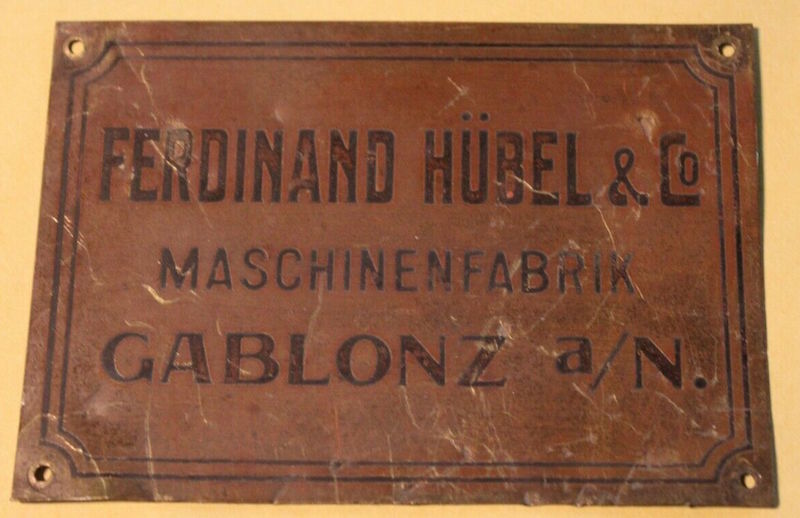 FERDINAND HÜBEL & Co
MASCHINENFABRIK
GABLONZ a/N.